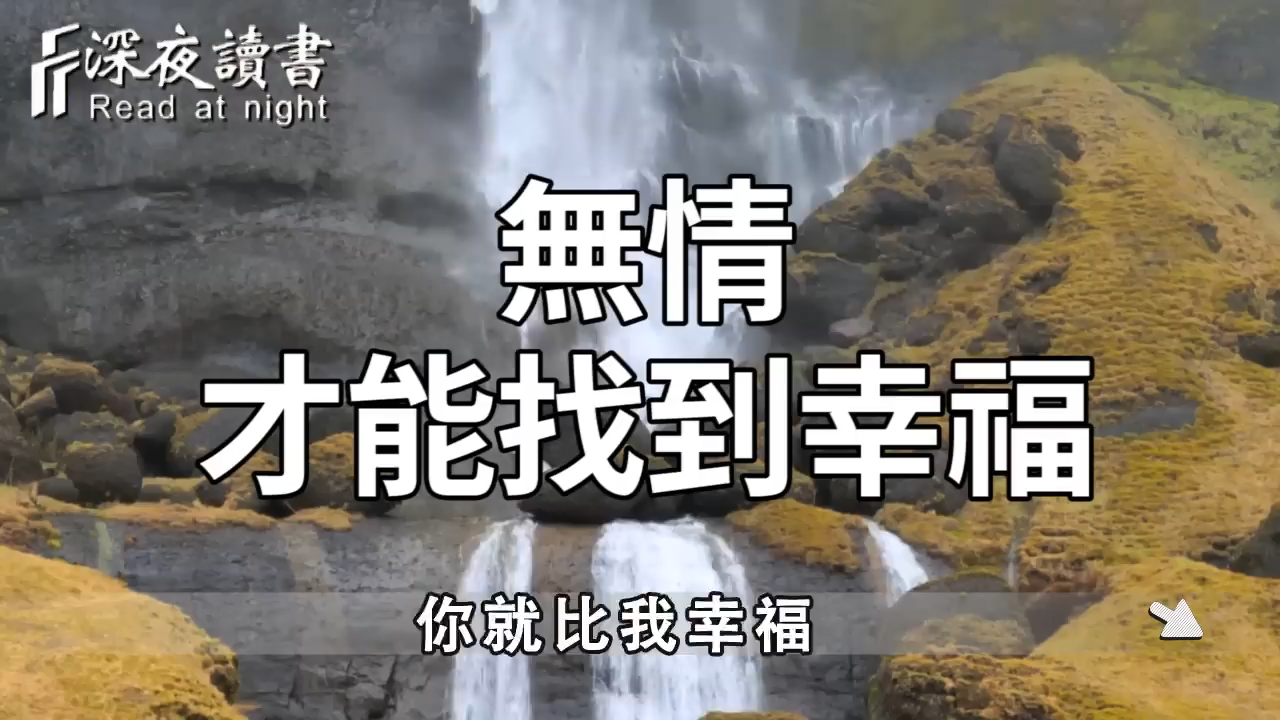 深夜讀書
Read at night
無情
才能找到幸福
你就比我幸福